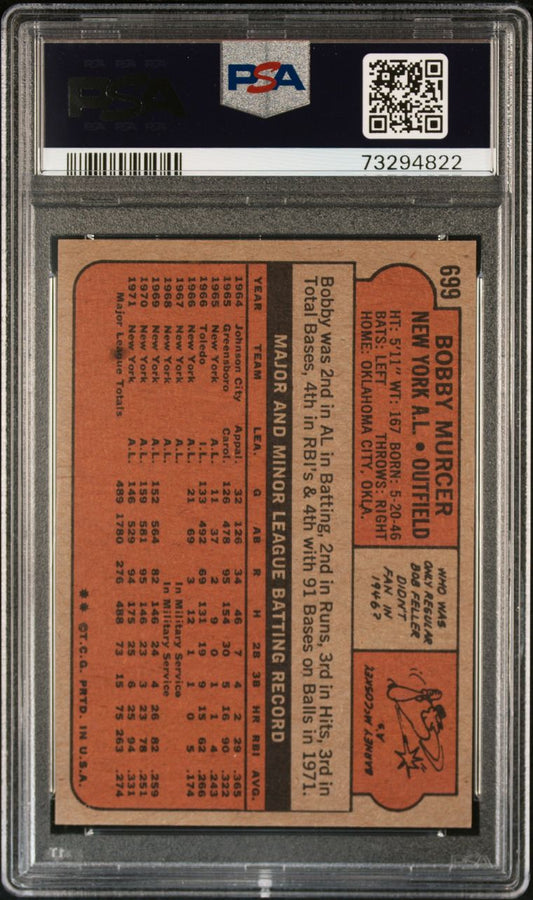 PSA
PSA
73294822
699
BOBBY MURCER
NEW YORK A.L. • OUTFIELD
HT: 5'11" WT: 167 BORN: 5-20-46
BATS: LEFT THROWS: RIGHT
HOME: OKLAHOMA CITY, OKLA.
WHO WAS
ONLY REGULAR
BOB FELLER
DIDN'T
FAN IN
1946?
A's
BARNEY McCOSKEY
Bobby was 2nd in AL in Batting, 2nd in Runs, 3rd in Hits, 3rd in
Total Bases, 4th in RBI's & 4th with 91 Bases on Balls in 1971.
MAJOR AND MINOR LEAGUE BATTING RECORD
YEAR TEAM LEA. G AB R H 2B 3B HR RBI AVG.
1964 Johnson City Appal. 32 126 34 46 7 4 2 29 .365
1965 Greensboro Carol. 126 478 95 154 30 5 16 90 .322
1965 New York A.L. 11 37 2 9 0 1 1 4 .243
1966 Toledo I.L. 133 492 69 131 19 9 15 62 .266
1966 New York A.L. 21 69 3 12 1 1 0 5 .174
1967 New York A.L. In Military Service
1968 New York A.L. In Military Service
1969 New York A.L. 152 564 82 146 24 4 26 82 .259
1970 New York A.L. 159 581 95 146 23 3 23 78 .251
1971 New York A.L. 146 529 94 175 25 6 25 94 .331
Major League Totals 489 1780 276 488 73 15 75 263 .274
** ©T.C.G. PRTD. IN U.S.A.
PSA